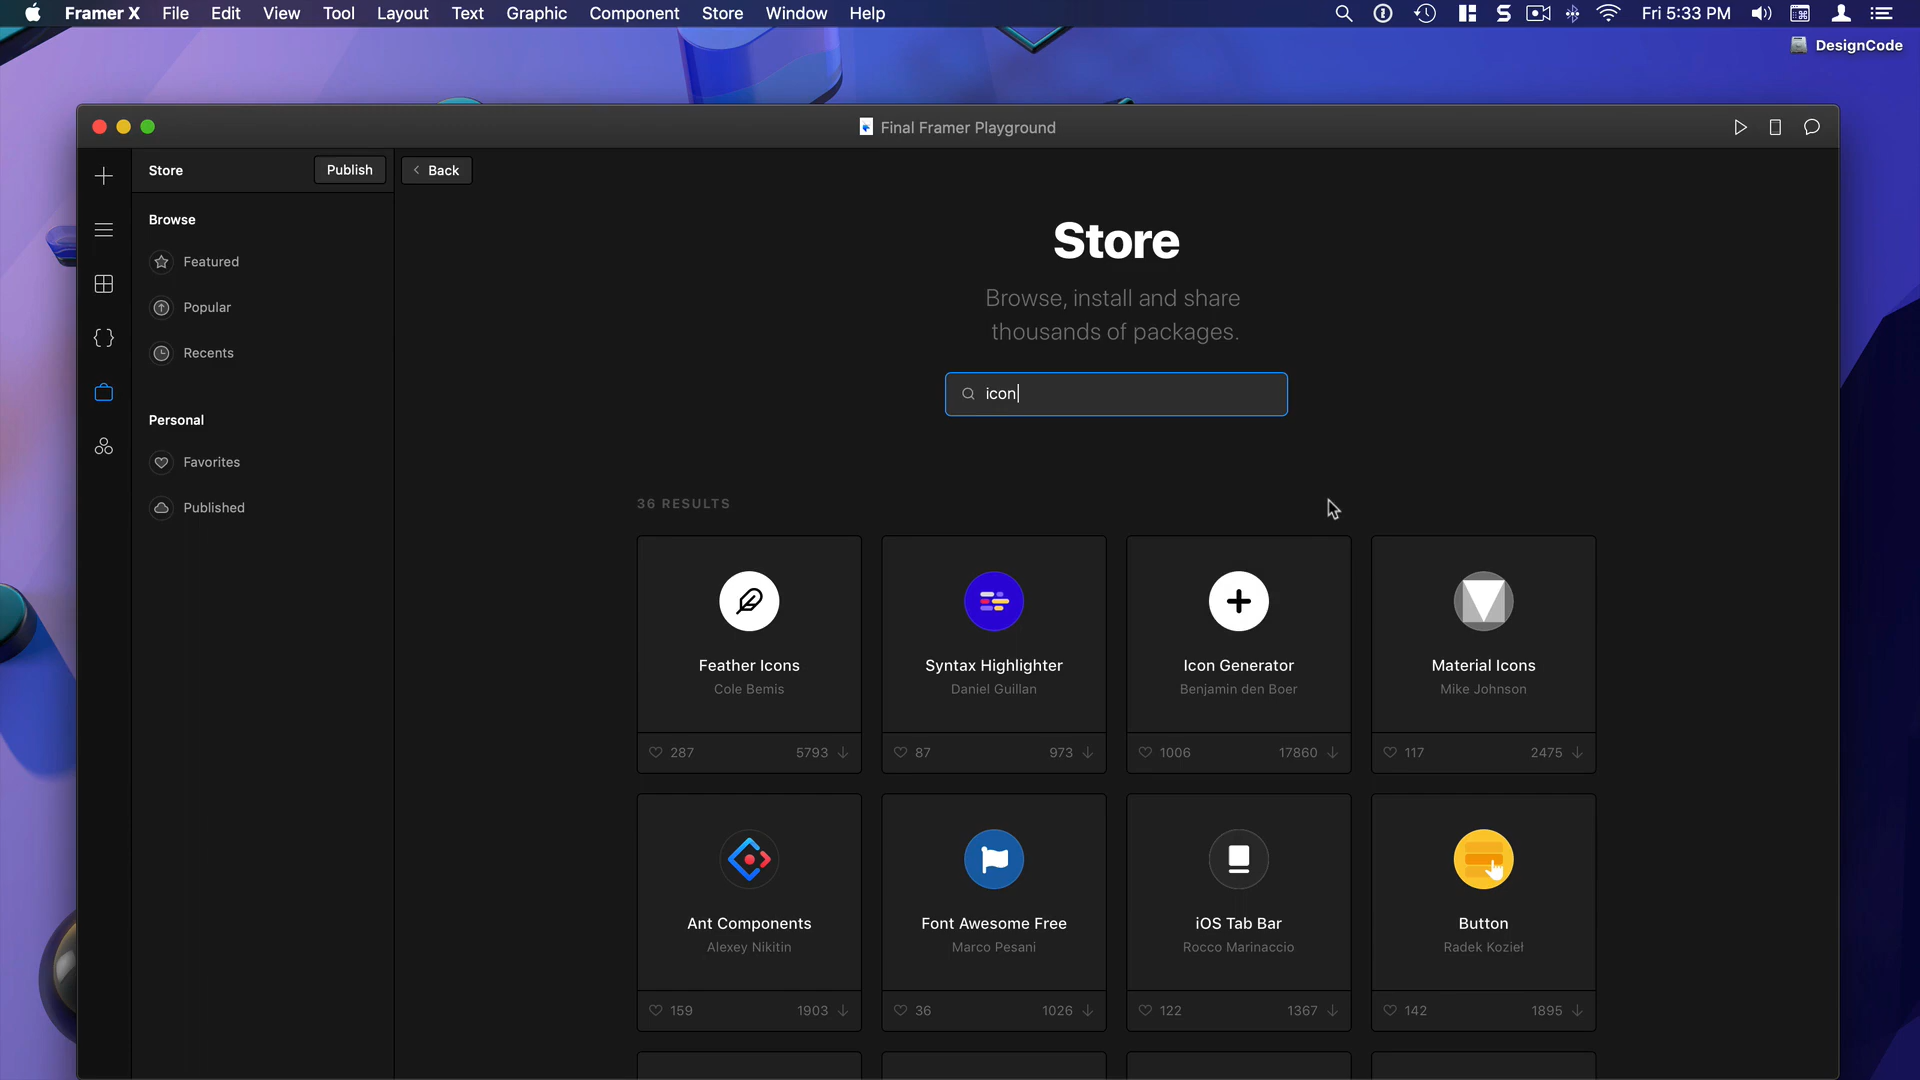 Framer X File Edit View Tool Layout Text Graphic Component Store Window Help Fri 5:33 PM
DesignCode
Final Framer Playground
Store Publish Back
Browse
Featured
Popular
Recents
Personal
Favorites
Published
Store
Browse, install and share
thousands of packages.
icon
36 RESULTS
Feather Icons
Cole Bemis
287 5793
Syntax Highlighter
Daniel Guillan
87 973
Icon Generator
Benjamin den Boer
1006 17860
Material Icons
Mike Johnson
117 2475
Ant Components
Alexey Nikitin
159 1903
Font Awesome Free
Marco Pesani
36 1026
iOS Tab Bar
Rocco Marinaccio
122 1367
Button
Radek Kozieł
142 1895